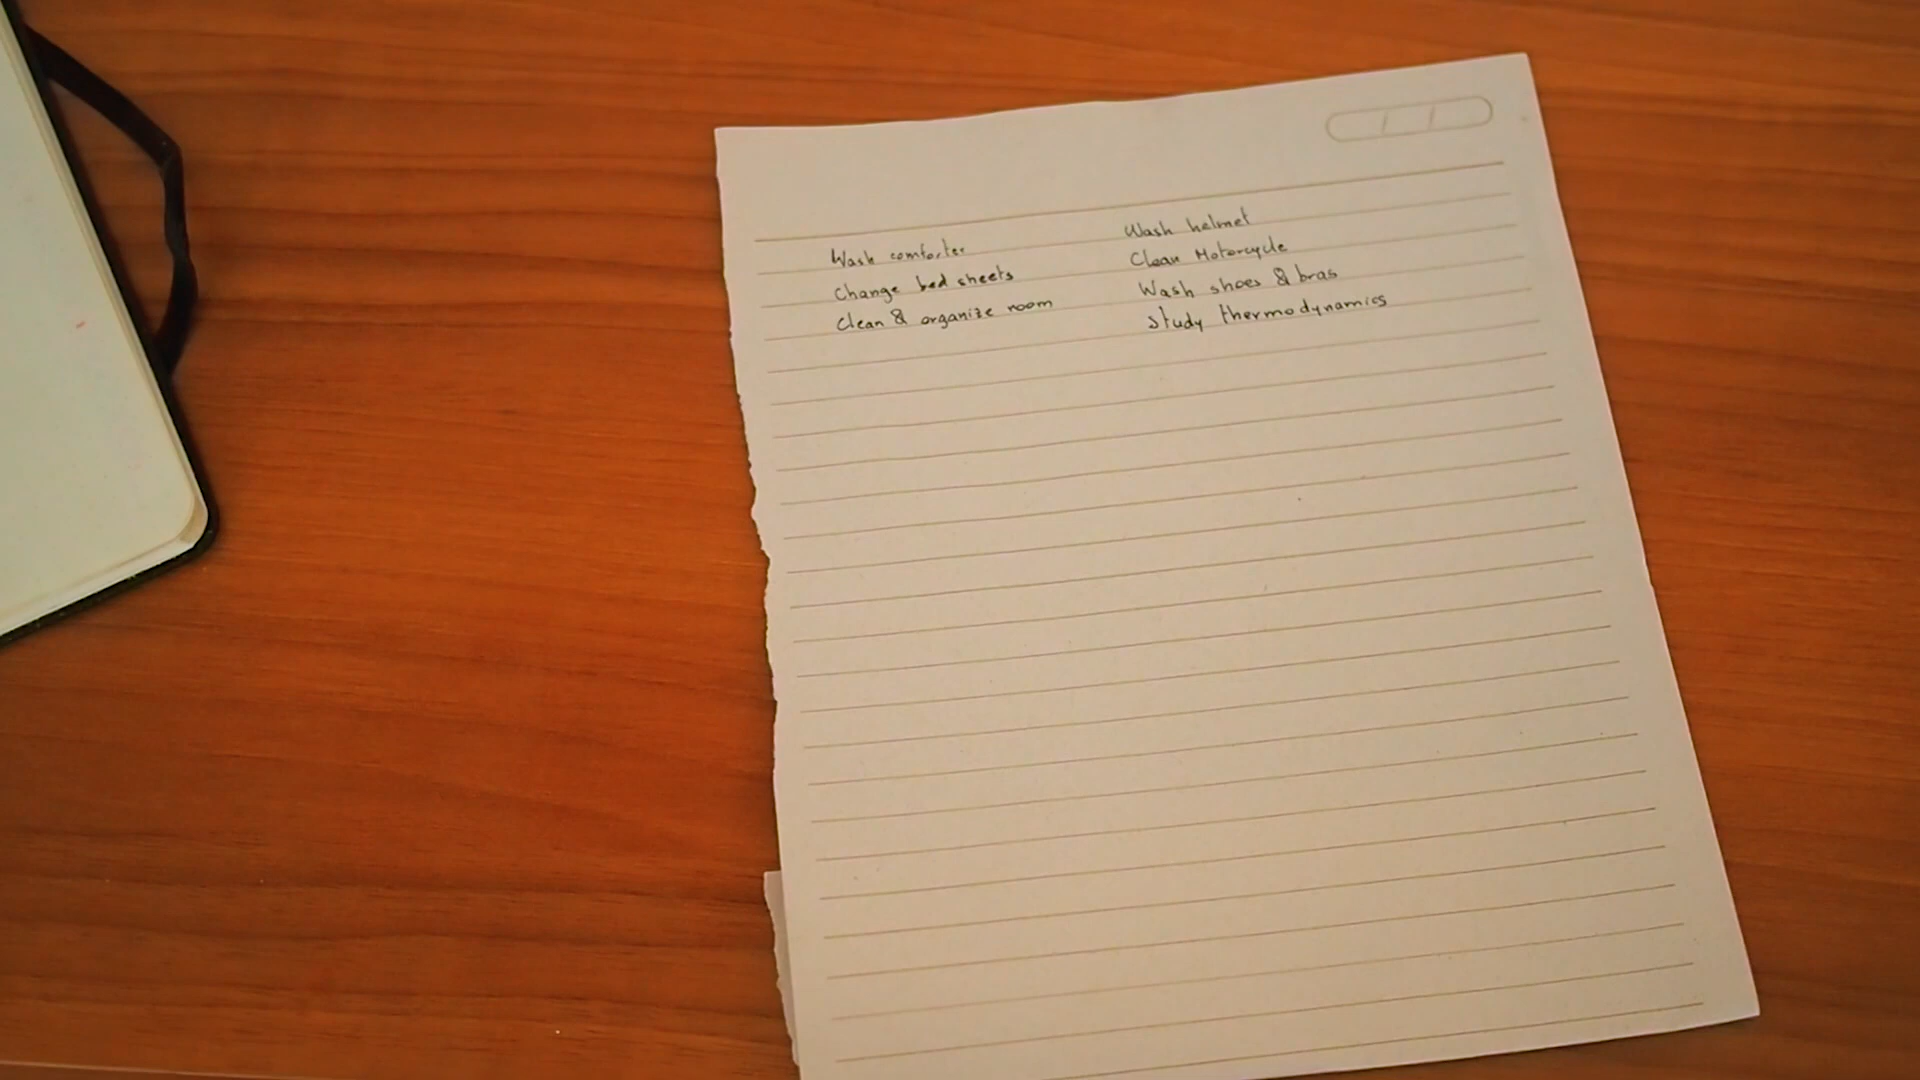 Wash comforter
Change bed sheets
Clean & organize room
Wash helmet
Clean Motorcycle
Wash shoes & bras
Study thermodynamics